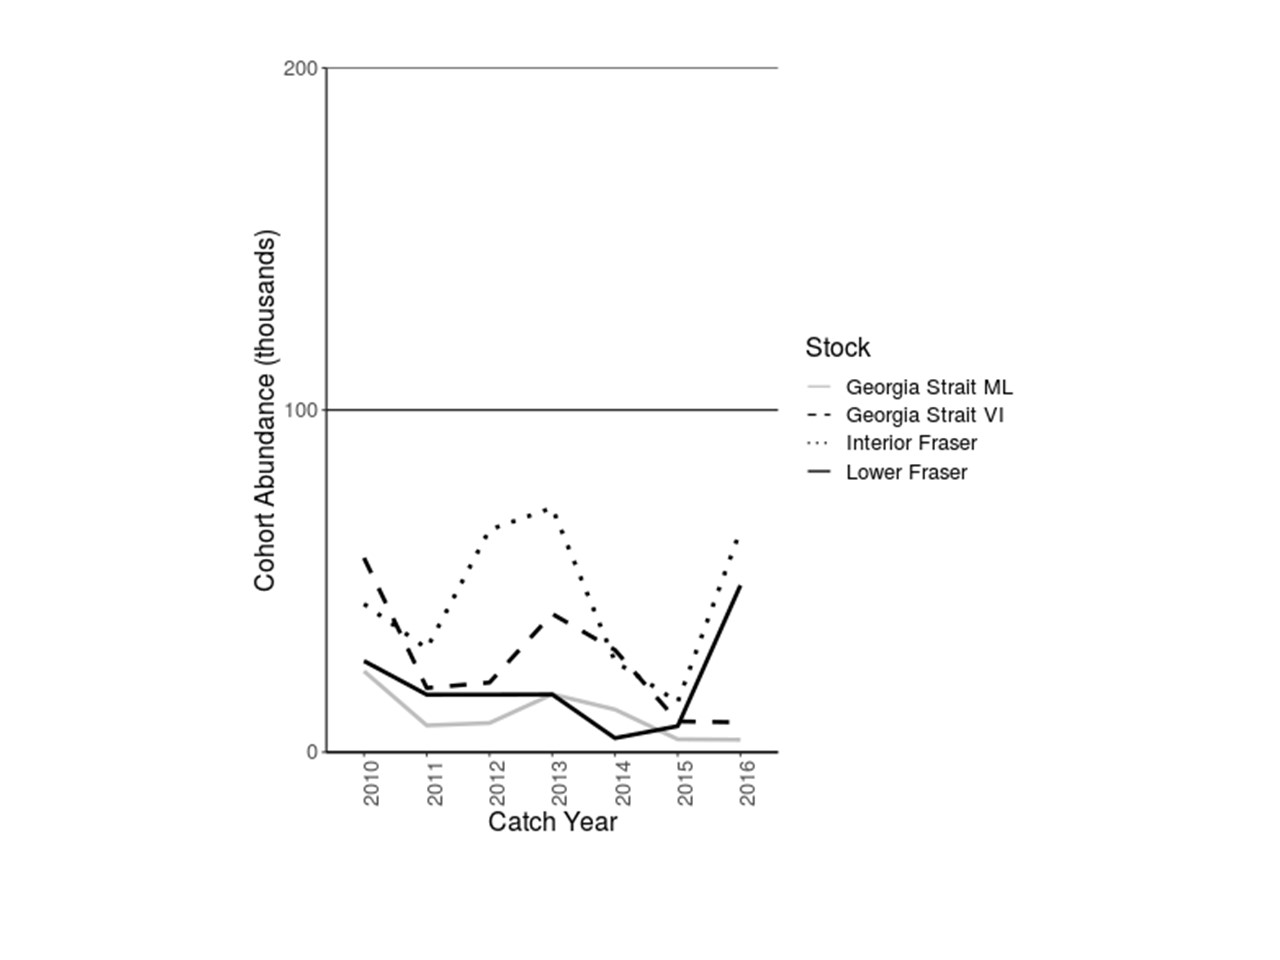 200
100
0
Cohort Abundance (thousands)
2010
2011
2012
2013
2014
2015
2016
Catch Year
Stock
Georgia Strait ML
Georgia Strait VI
Interior Fraser
Lower Fraser